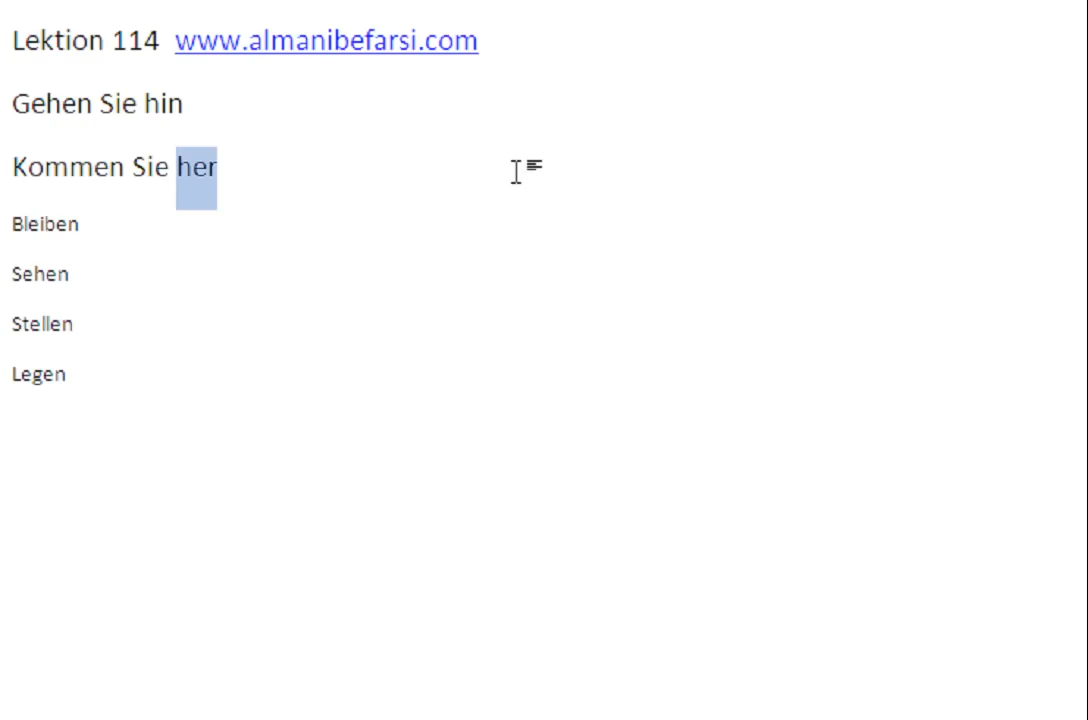 Lektion 114 www.almanibefarsi.com
Gehen Sie hin
Kommen Sie her
Bleiben
Sehen
Stellen
Legen